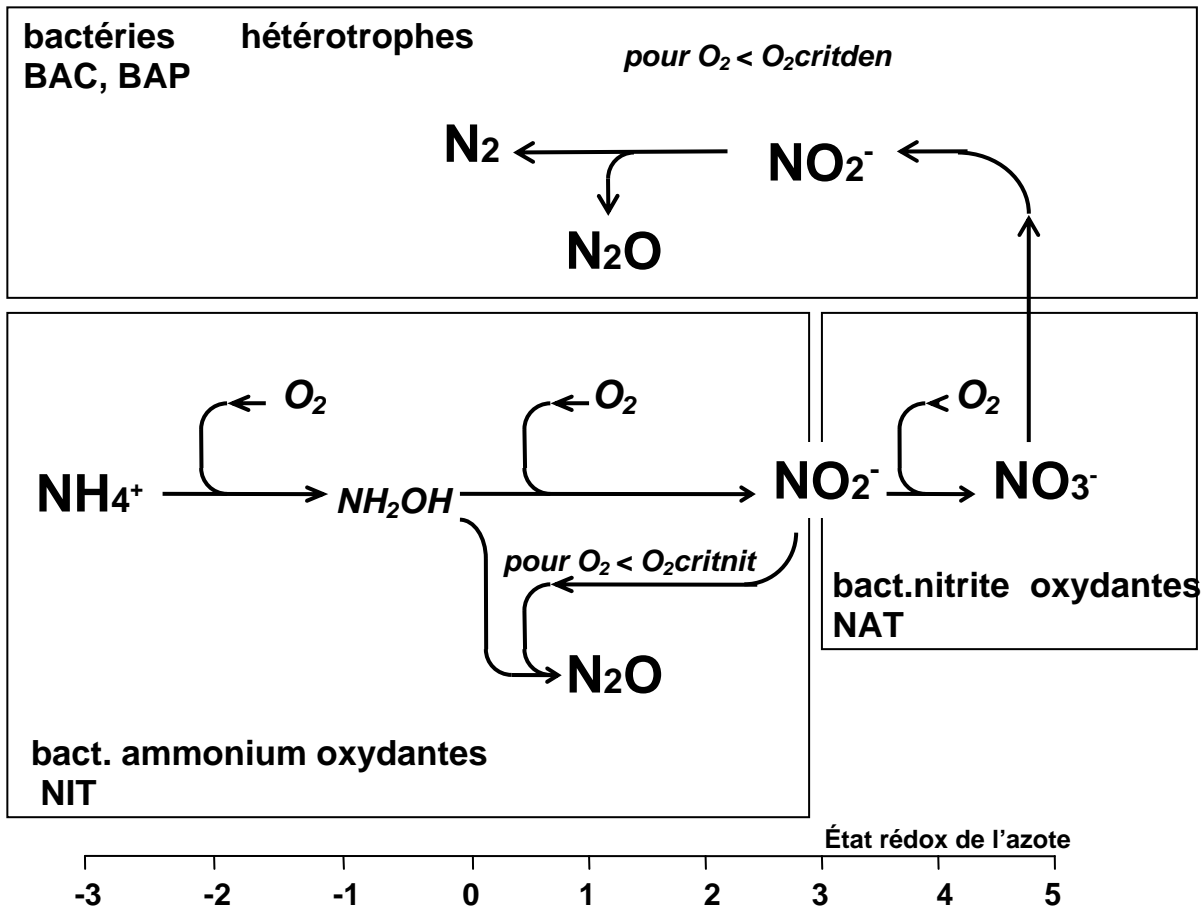 bactéries hétérotrophes
BAC, BAP
pour O₂ < O₂critden
N₂
NO₂⁻
N₂O
O₂
O₂
O₂
NH₄⁺
NH₂OH
NO₂⁻
NO₃⁻
pour O₂ < O₂critnit
N₂O
bact.nitrite oxydantes
NAT
bact. ammonium oxydantes
NIT
État rédox de l’azote
-3 -2 -1 0 1 2 3 4 5